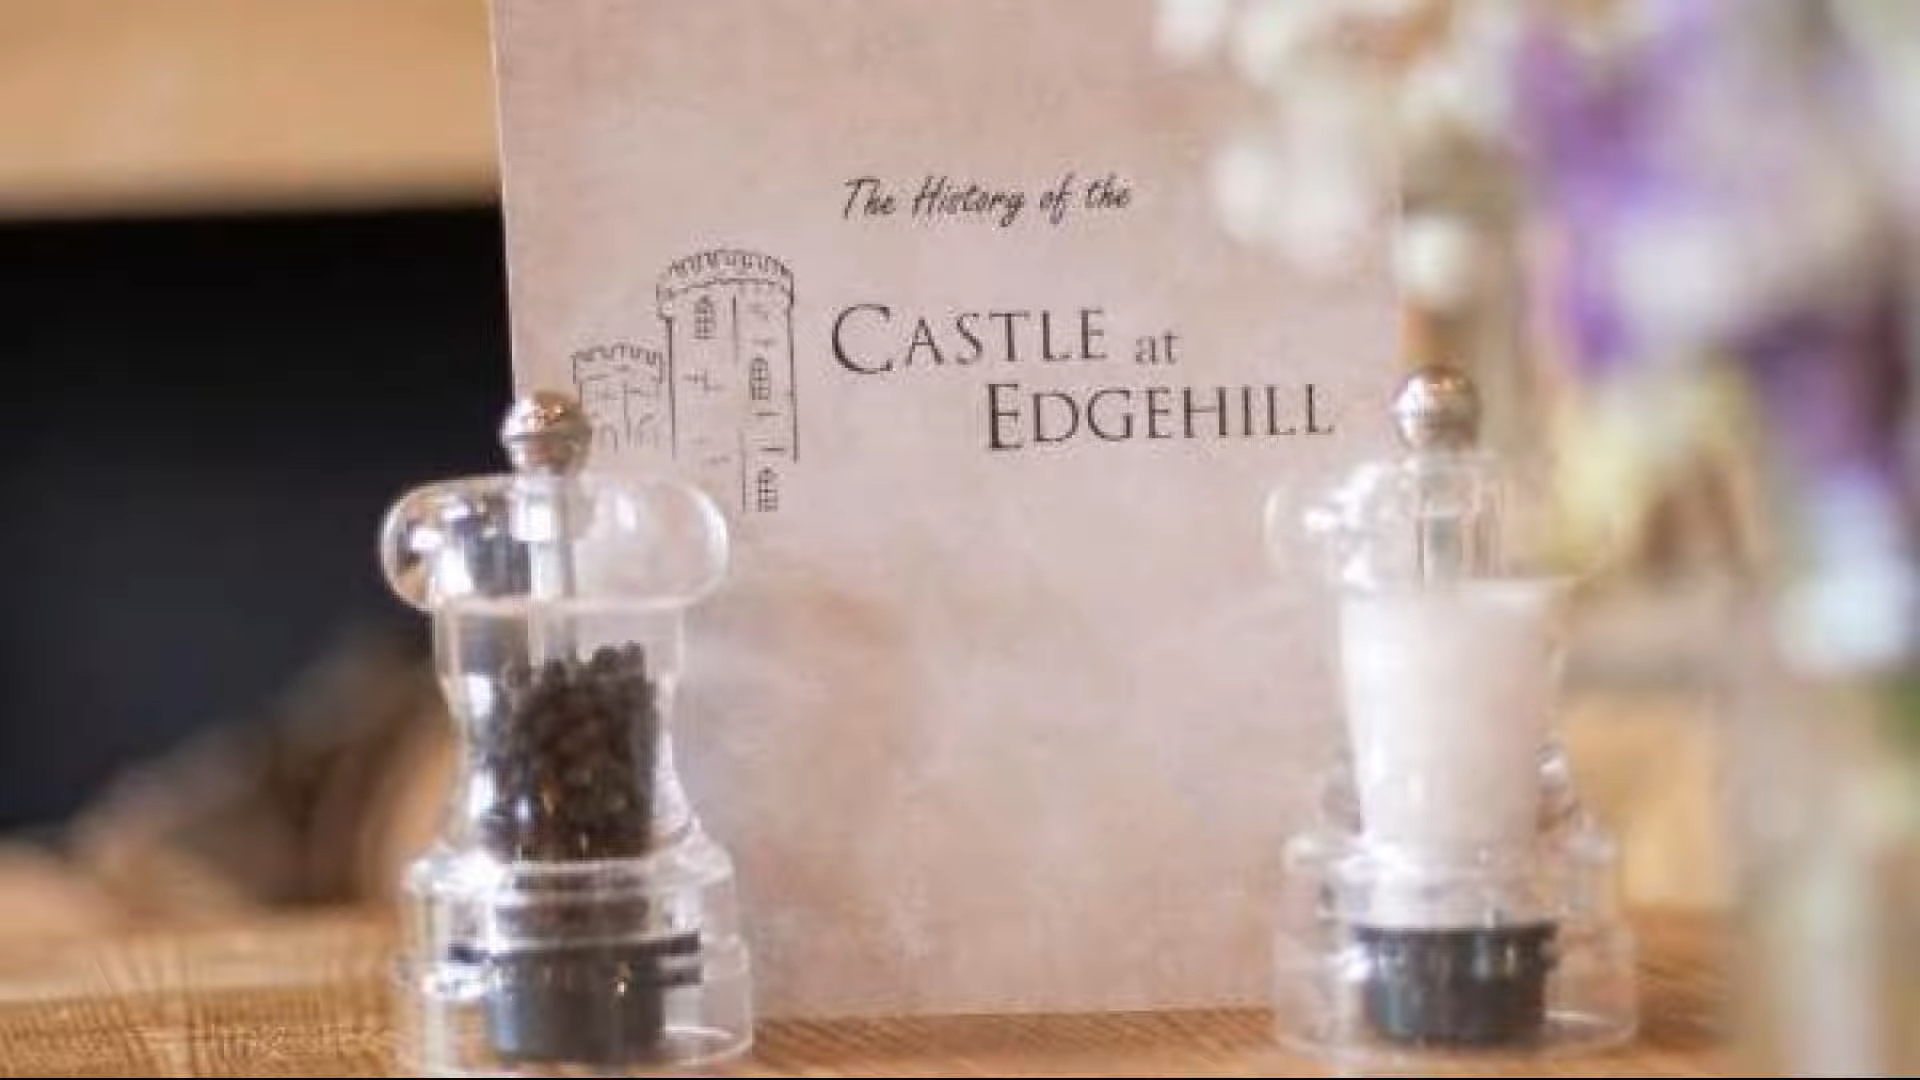 The History of the
CASTLE at
EDGEHILL